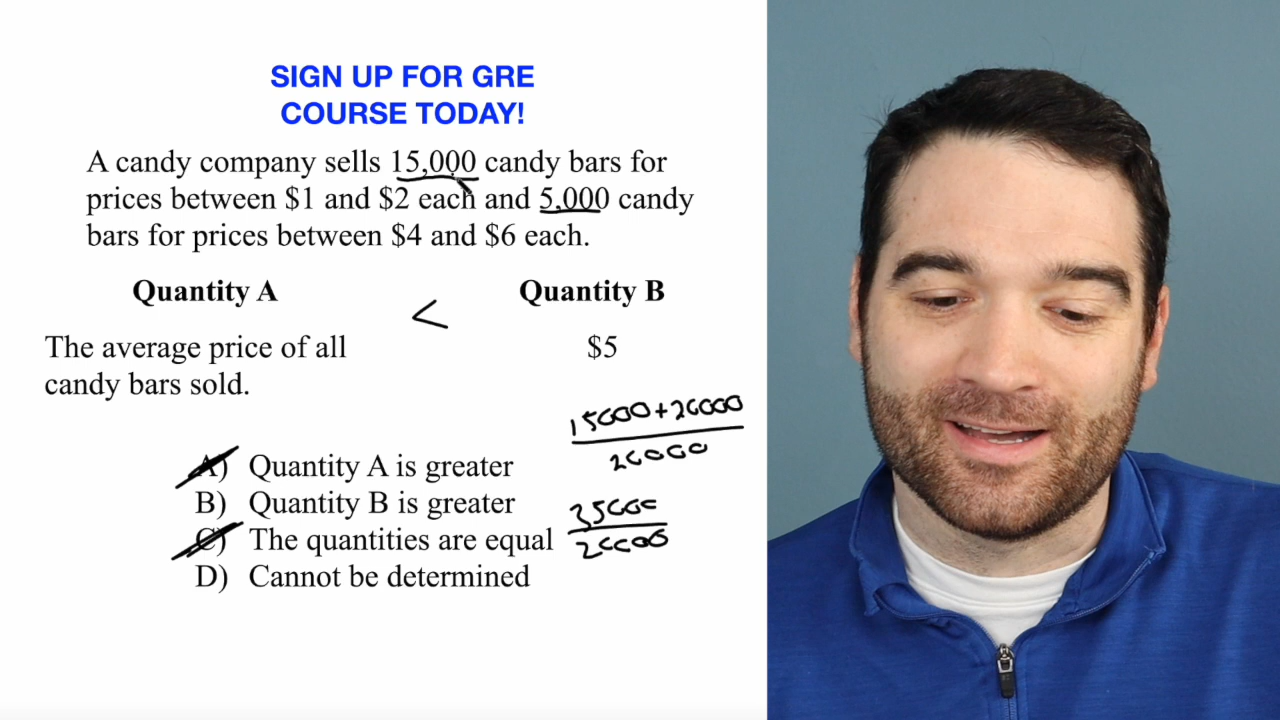 SIGN UP FOR GRE
COURSE TODAY!
A candy company sells 15,000 candy bars for
prices between $1 and $2 each and 5,000 candy
bars for prices between $4 and $6 each.
Quantity A < Quantity B
The average price of all $5
candy bars sold.
15000+20000
20000
A) Quantity A is greater
B) Quantity B is greater
35000
20000
C) The quantities are equal
D) Cannot be determined